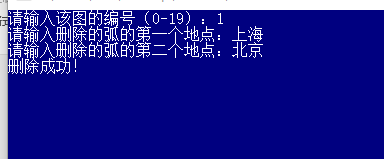 请输入该图的编号（0-19）：1
请输入删除的弧的第一个地点：上海
请输入删除的弧的第二个地点：北京
删除成功!